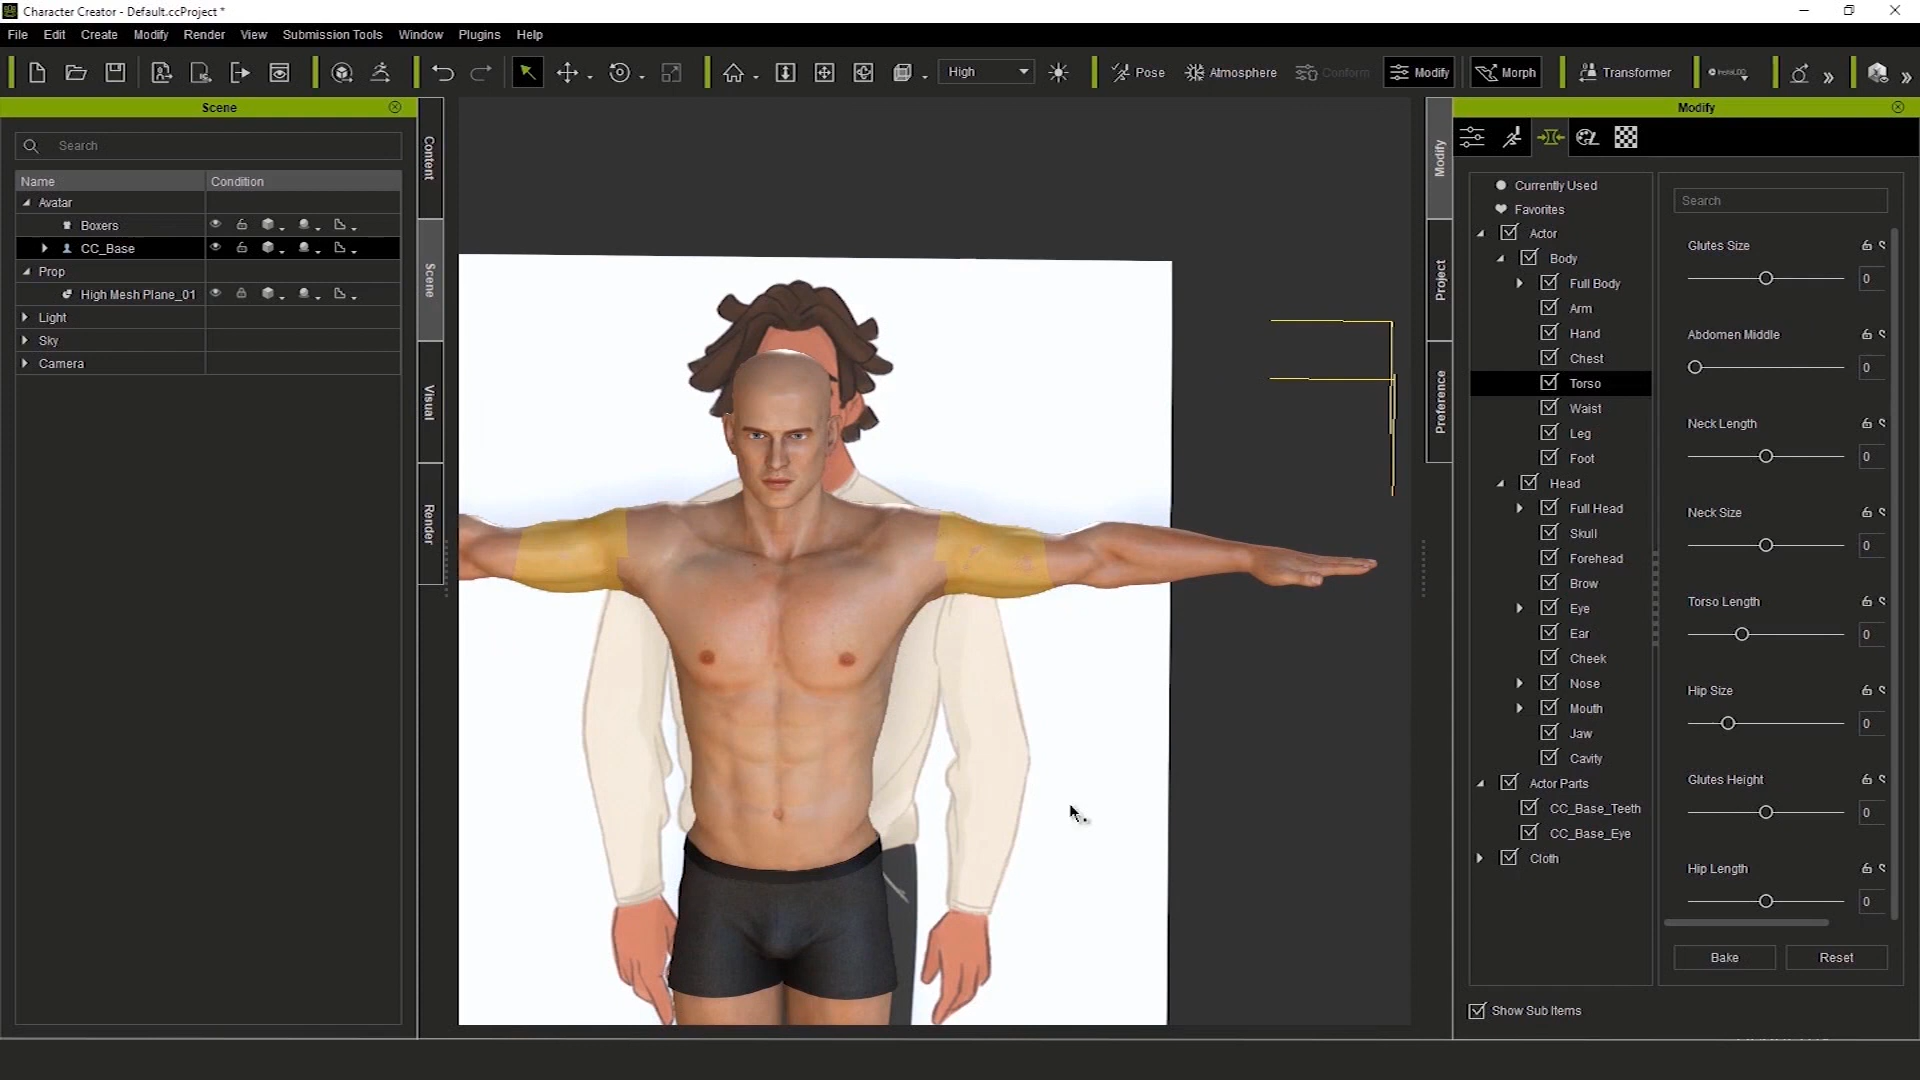 Character Creator - Default.ccProject *
File Edit Create Modify Render View Submission Tools Window Plugins Help
High Pose Atmosphere Conform Modify Morph Transformer
Scene
Search
Name Condition
Avatar
Boxers
CC_Base
Prop
High Mesh Plane_01
Light
Sky
Camera
Content
Scene
Visual
Render
Modify
Project
Preference
Modify
Currently Used
Favorites
Actor
Body
Full Body
Arm
Hand
Chest
Torso
Waist
Leg
Foot
Head
Full Head
Skull
Forehead
Brow
Eye
Ear
Cheek
Nose
Mouth
Jaw
Cavity
Actor Parts
CC_Base_Teeth
CC_Base_Eye
Cloth
Show Sub Items
Search
Glutes Size
0
Abdomen Middle
0
Neck Length
0
Neck Size
0
Torso Length
0
Hip Size
0
Glutes Height
0
Hip Length
0
Bake Reset